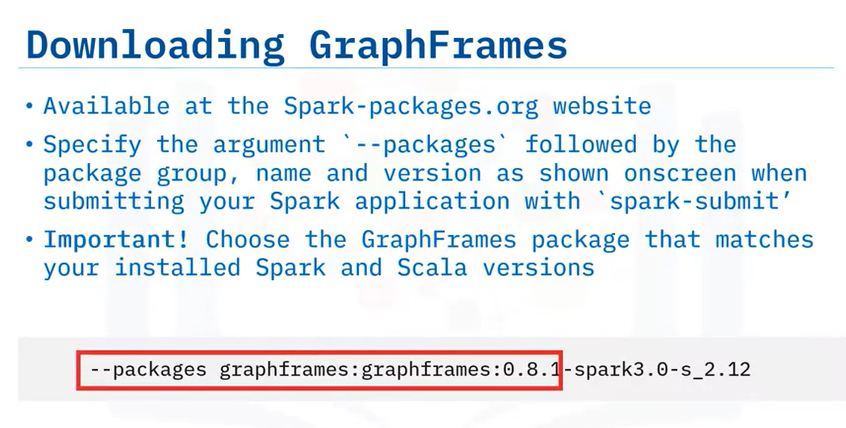 Downloading GraphFrames
• Available at the Spark-packages.org website
• Specify the argument `--packages` followed by the
package group, name and version as shown onscreen when
submitting your Spark application with `spark-submit’
• Important! Choose the GraphFrames package that matches
your installed Spark and Scala versions
--packages graphframes:graphframes:0.8.1-spark3.0-s_2.12